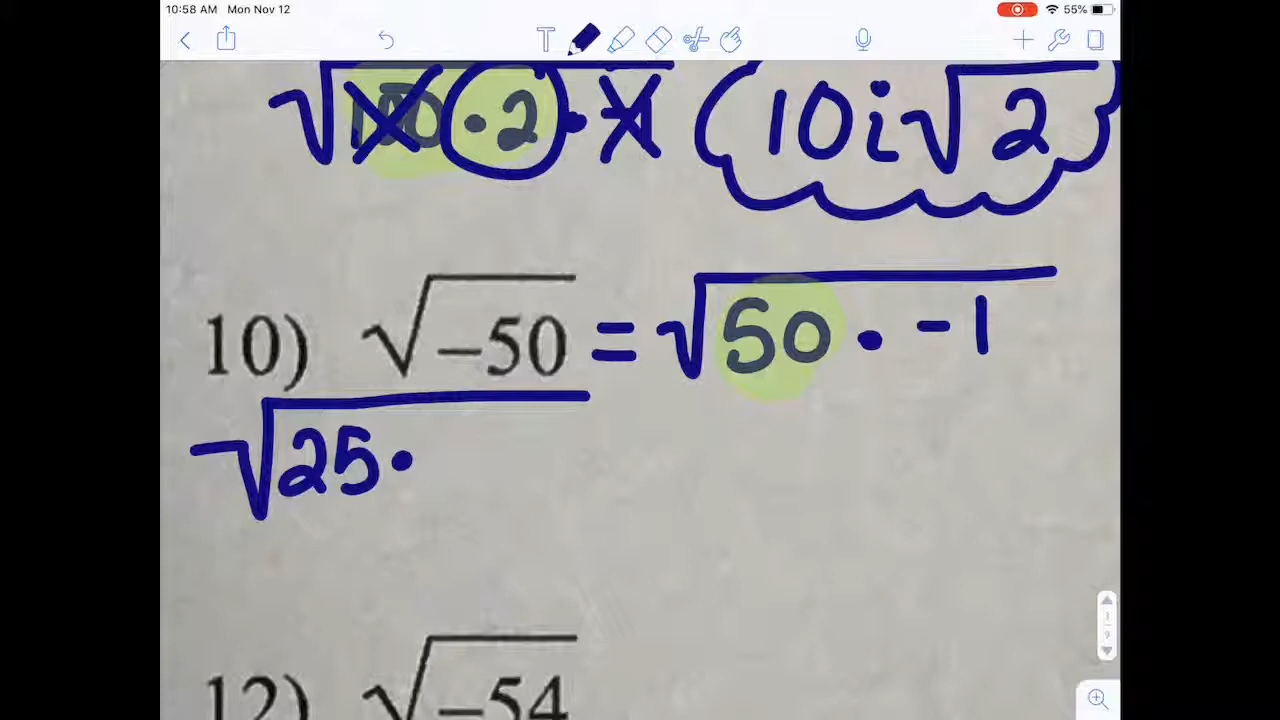 10:58 AM Mon Nov 12
55%
T
√100 · 2 · -1 10i√2
10) √-50 = √50 · -1
√25 ·
12) √-54